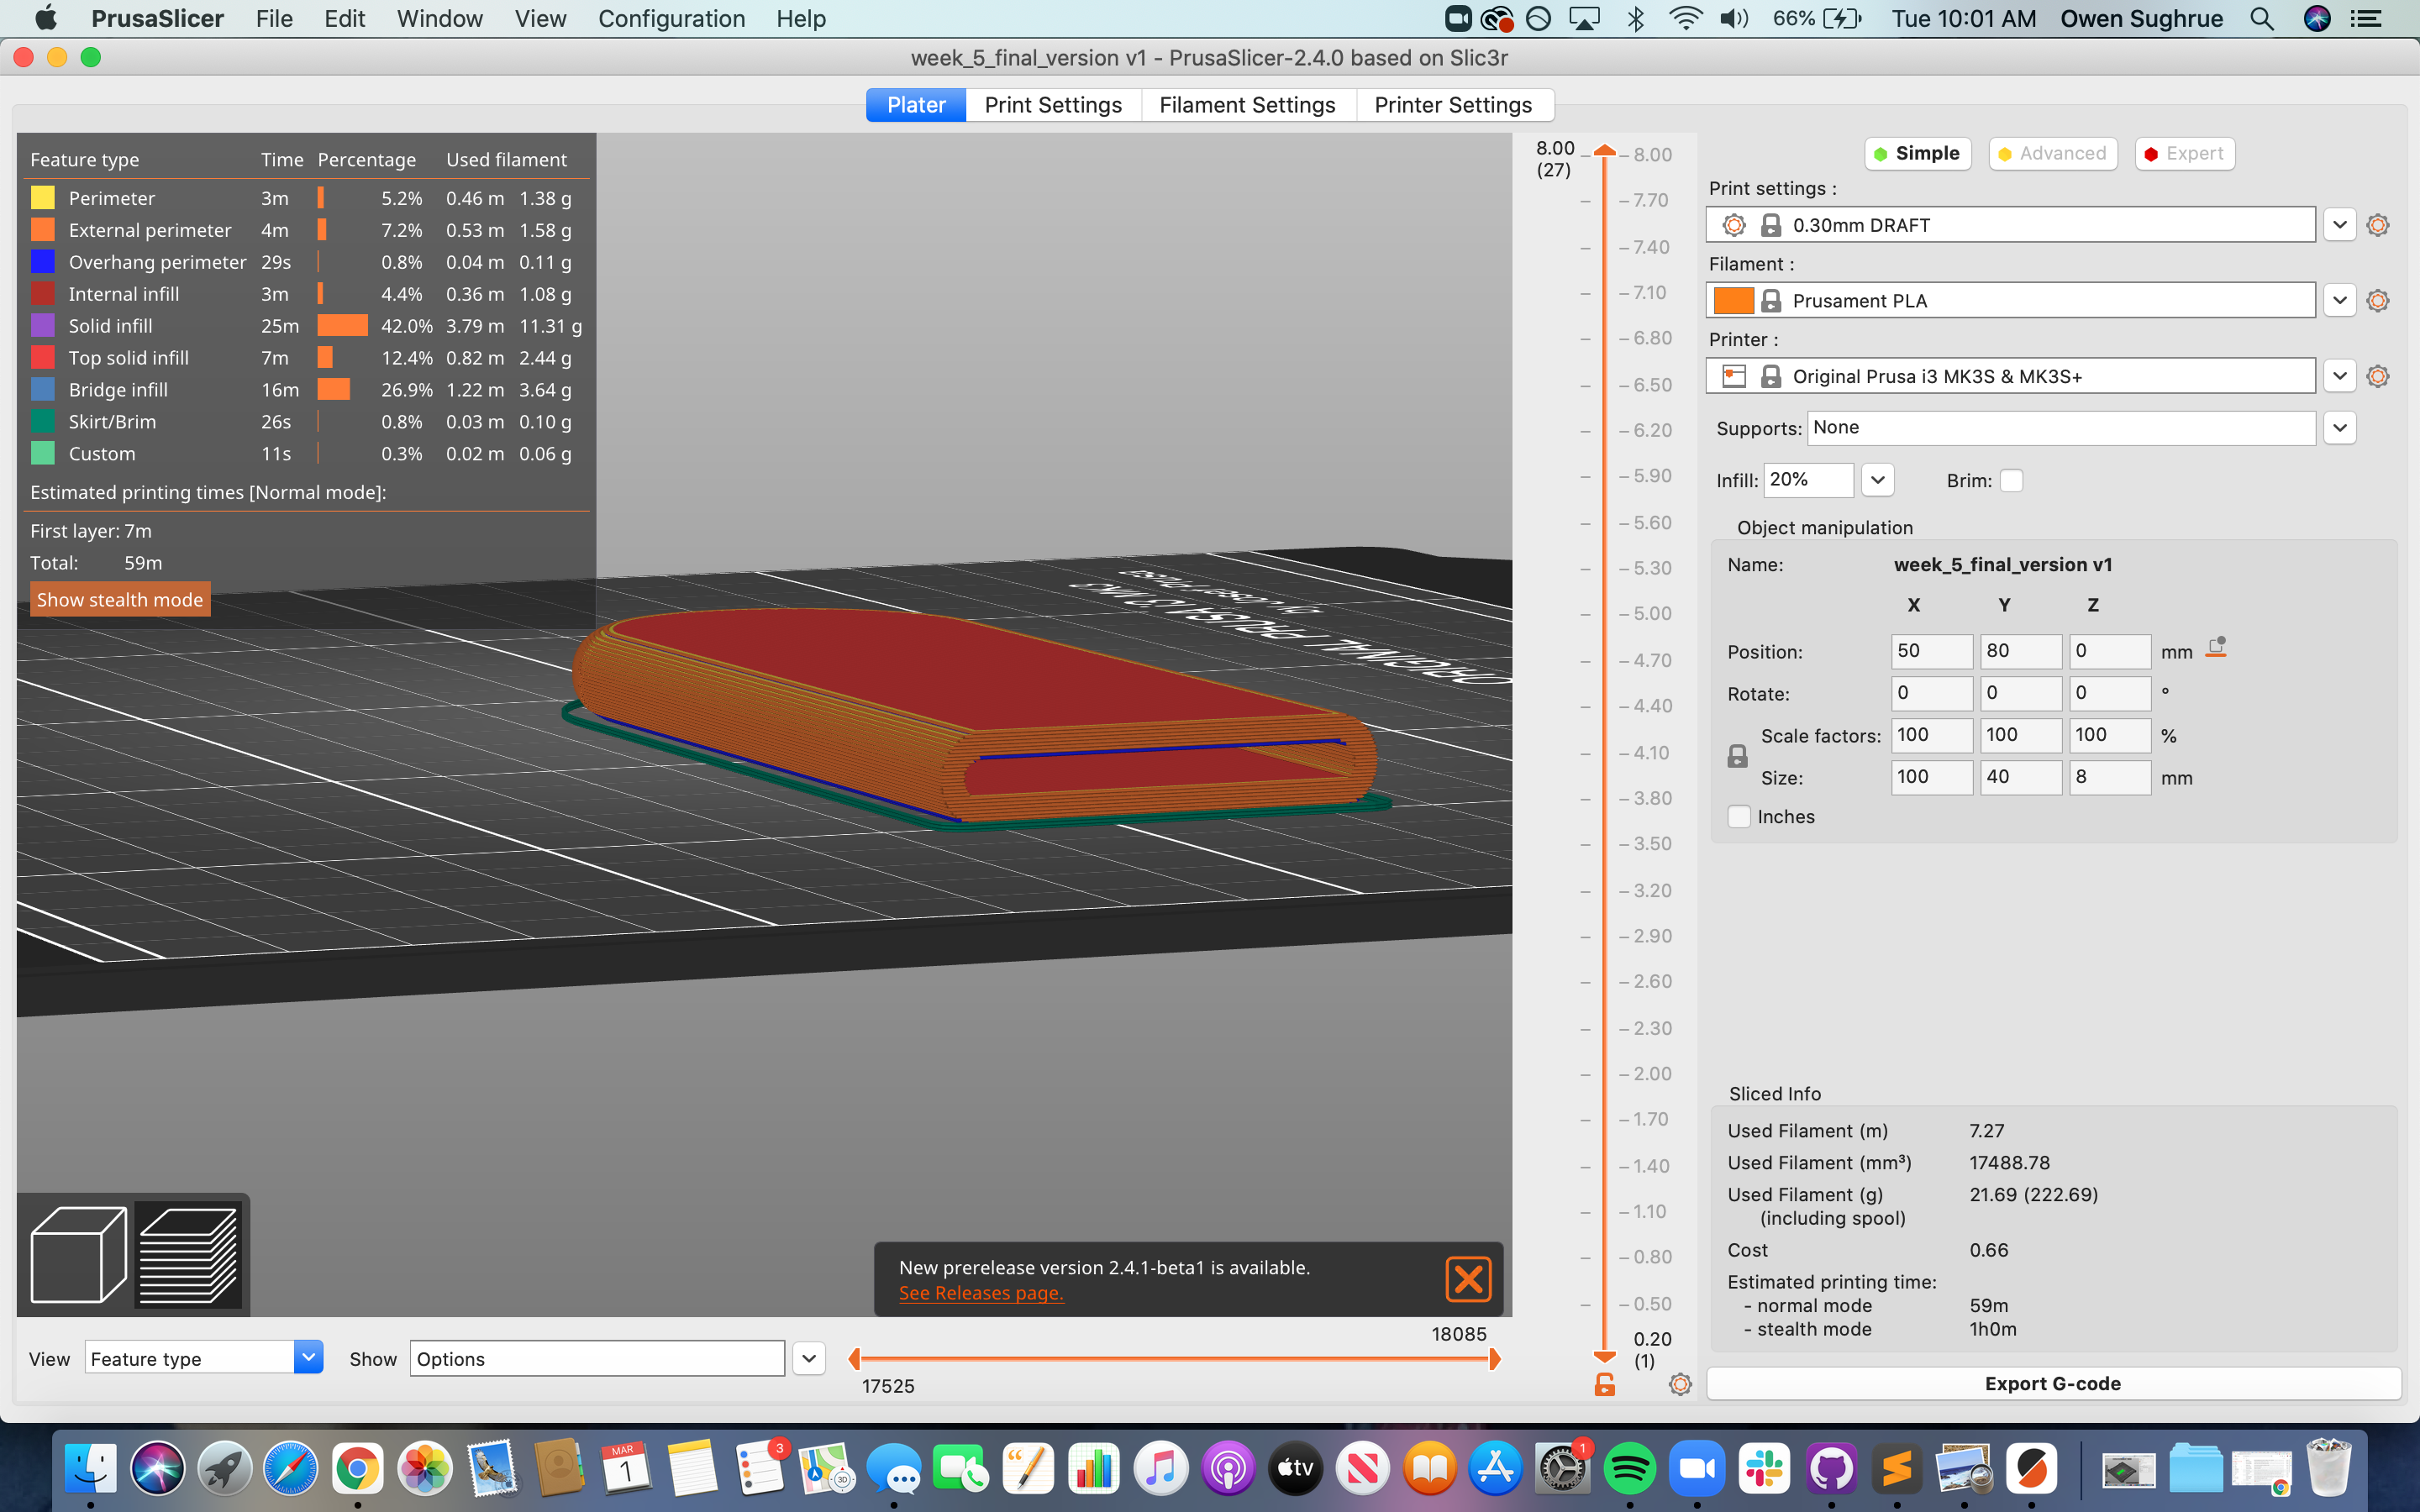 PrusaSlicer File Edit Window View Configuration Help 66% Tue 10:01 AM Owen Sughrue
week_5_final_version v1 - PrusaSlicer-2.4.0 based on Slic3r
Plater Print Settings Filament Settings Printer Settings
Feature type Time Percentage Used filament
Perimeter 3m 5.2% 0.46 m 1.38 g
External perimeter 4m 7.2% 0.53 m 1.58 g
Overhang perimeter 29s 0.8% 0.04 m 0.11 g
Internal infill 3m 4.4% 0.36 m 1.08 g
Solid infill 25m 42.0% 3.79 m 11.31 g
Top solid infill 7m 12.4% 0.82 m 2.44 g
Bridge infill 16m 26.9% 1.22 m 3.64 g
Skirt/Brim 26s 0.8% 0.03 m 0.10 g
Custom 11s 0.3% 0.02 m 0.06 g
Estimated printing times [Normal mode]:
First layer: 7m
Total: 59m
Show stealth mode
ORIGINAL PRUSA i3 MK3
by Josef Prusa
8.00
(27)
8.00
7.70
7.40
7.10
6.80
6.50
6.20
5.90
5.60
5.30
5.00
4.70
4.40
4.10
3.80
3.50
3.20
2.90
2.60
2.30
2.00
1.70
1.40
1.10
0.80
0.50
0.20
(1)
New prerelease version 2.4.1-beta1 is available.
See Releases page.
View Feature type Show Options
18085
17525
Simple Advanced Expert
Print settings :
0.30mm DRAFT
Filament :
Prusament PLA
Printer :
Original Prusa i3 MK3S & MK3S+
Supports: None
Infill: 20% Brim:
Object manipulation
Name: week_5_final_version v1
X Y Z
Position: 50 80 0 mm
Rotate: 0 0 0 °
Scale factors: 100 100 100 %
Size: 100 40 8 mm
Inches
Sliced Info
Used Filament (m) 7.27
Used Filament (mm³) 17488.78
Used Filament (g) 21.69 (222.69)
(including spool)
Cost 0.66
Estimated printing time:
- normal mode 59m
- stealth mode 1h0m
Export G-code
MAR
1
3
3D
tv
1